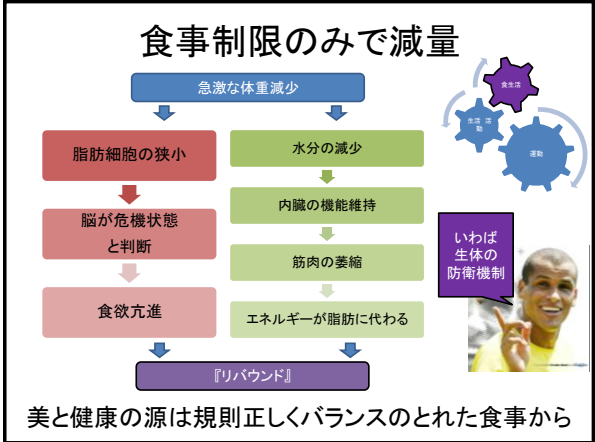 食事制限のみで減量
急激な体重減少
脂肪細胞の狭小
脳が危機状態
と判断
食欲亢進
水分の減少
内臓の機能維持
筋肉の萎縮
エネルギーが脂肪に代わる
『リバウンド』
食生活
生活 活
動
運動
いわば
生体の
防衛機制
美と健康の源は規則正しくバランスのとれた食事から